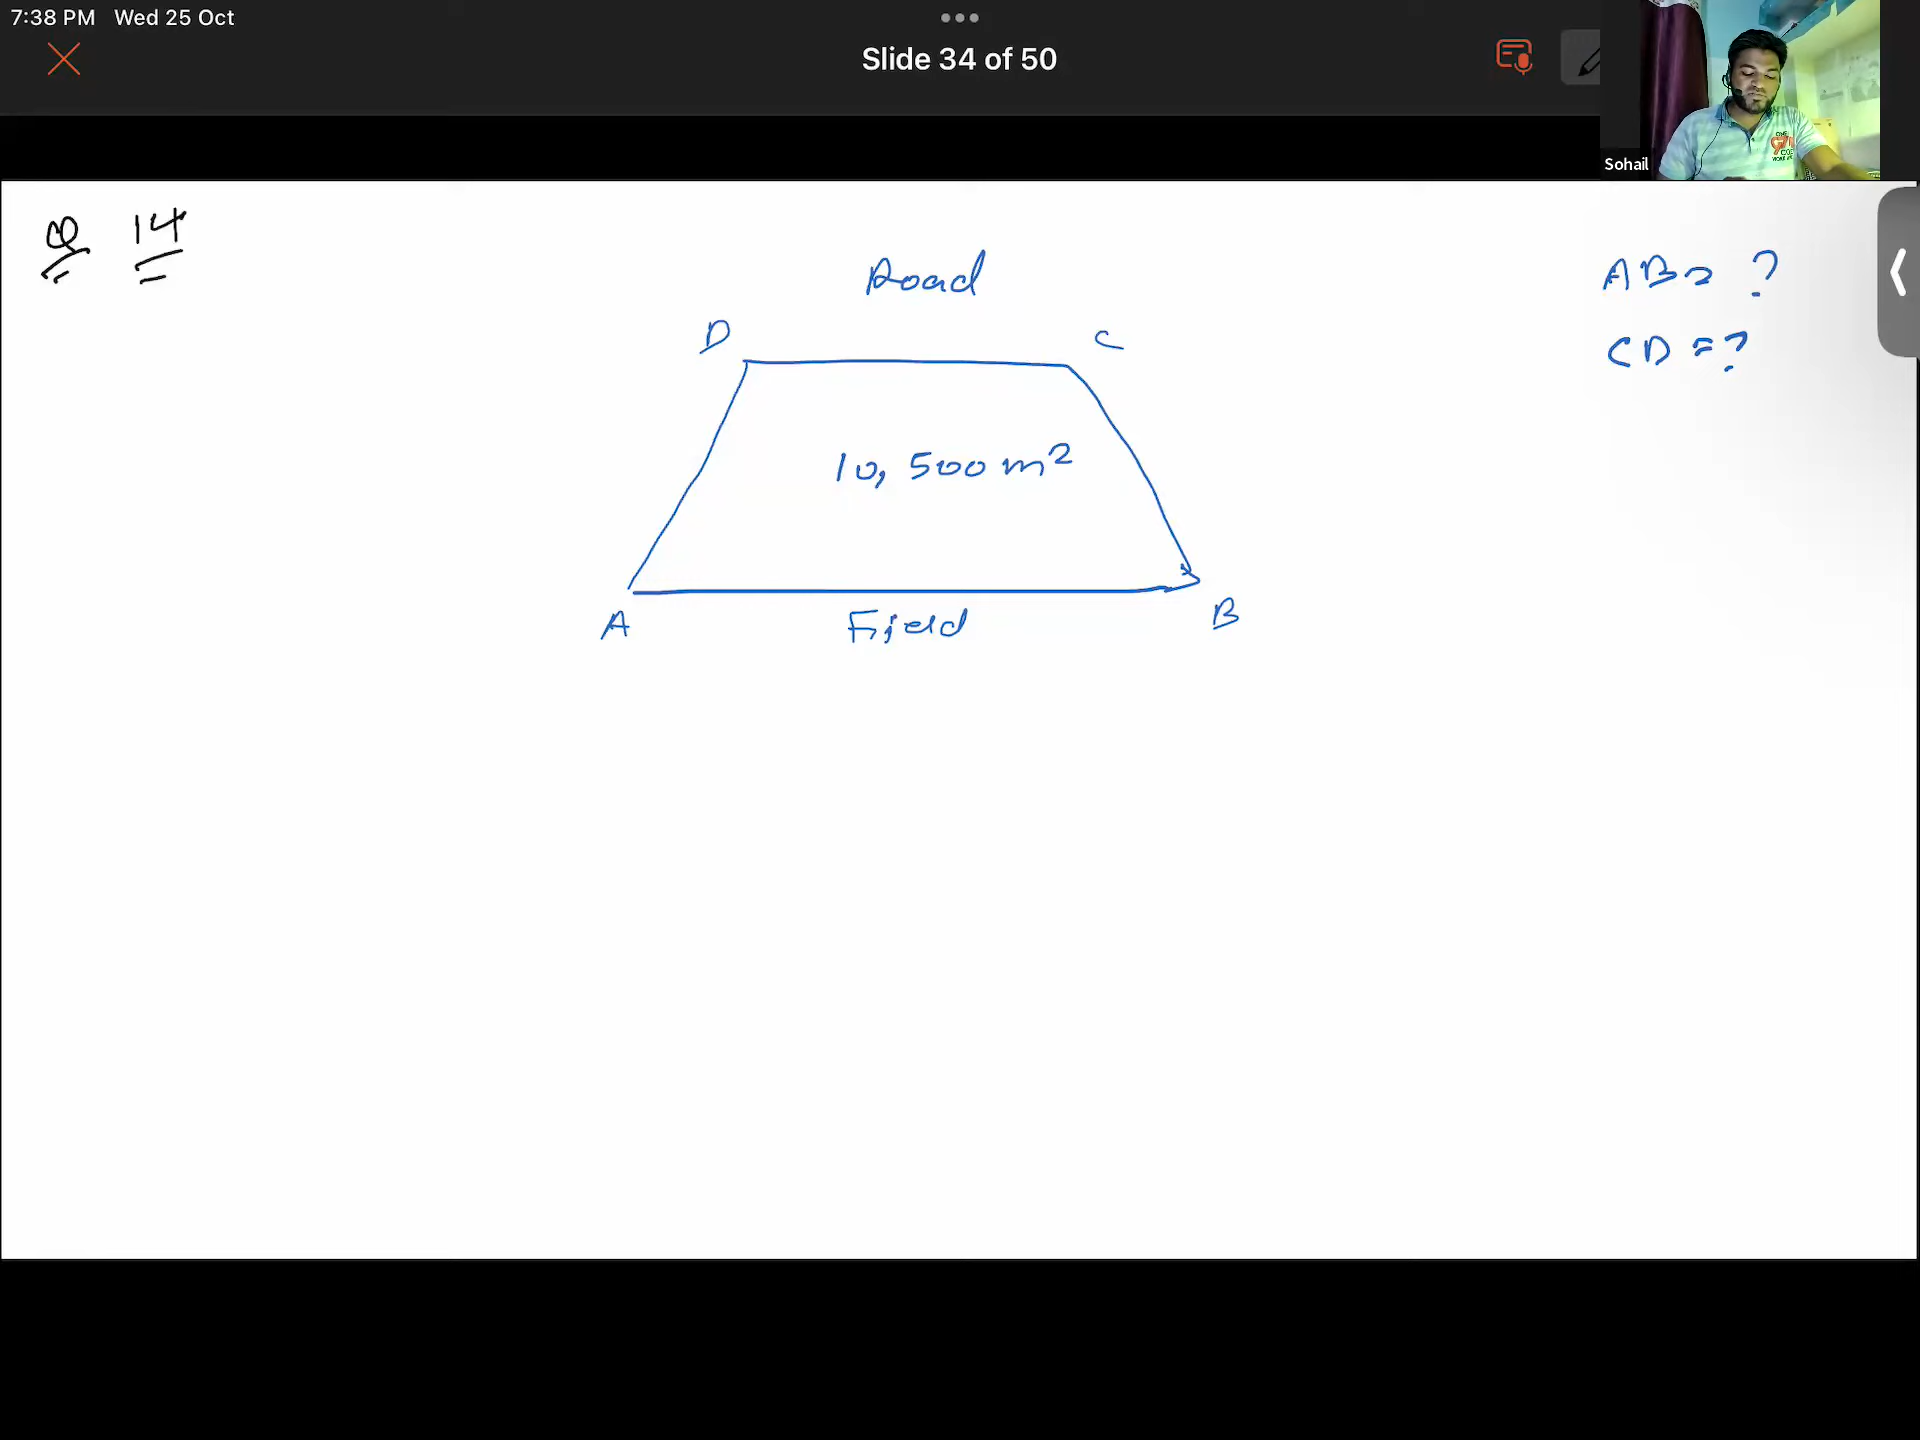 7:38 PM Wed 25 Oct
Slide 34 of 50
Sohail
Q 14
Road
AB = ?
D C
CD = ?
10,500 m²
A Field B